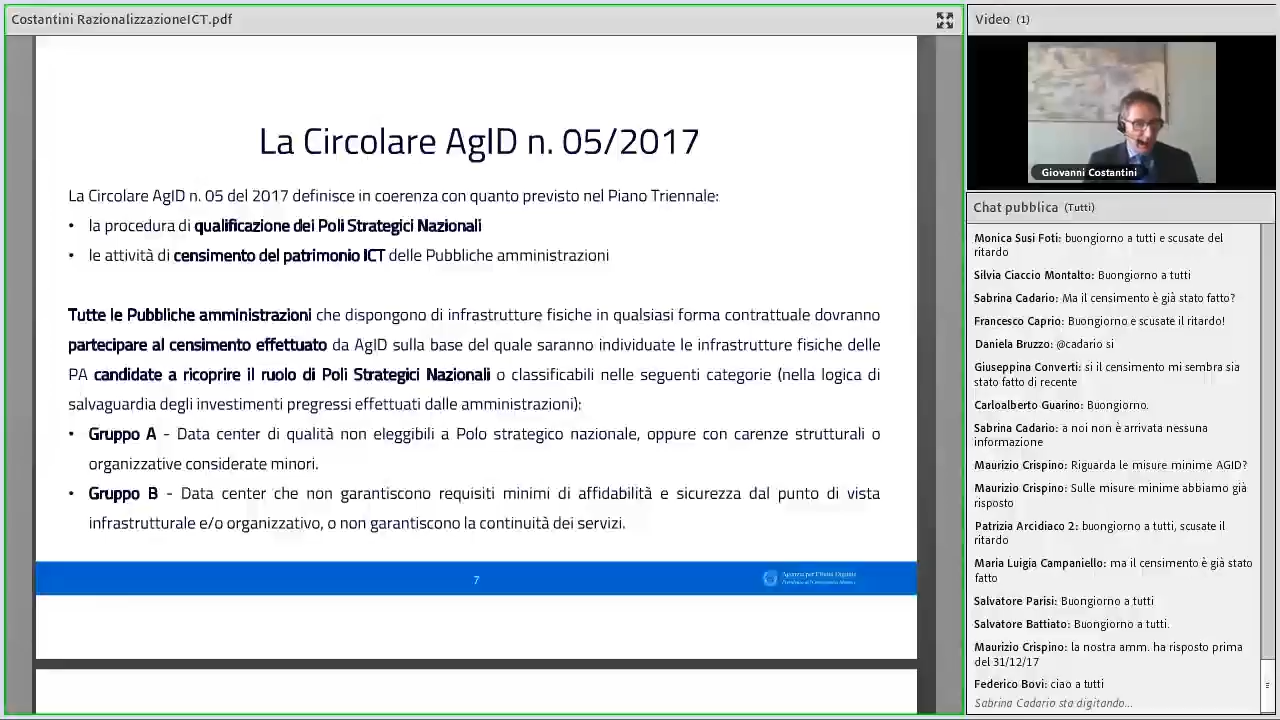 Costantini RazionalizzazioneICT.pdf
La Circolare AgID n. 05/2017
La Circolare AgID n. 05 del 2017 definisce in coerenza con quanto previsto nel Piano Triennale:
• la procedura di qualificazione dei Poli Strategici Nazionali
• le attività di censimento del patrimonio ICT delle Pubbliche amministrazioni
Tutte le Pubbliche amministrazioni che dispongono di infrastrutture fisiche in qualsiasi forma contrattuale dovranno
partecipare al censimento effettuato da AgID sulla base del quale saranno individuate le infrastrutture fisiche delle
PA candidate a ricoprire il ruolo di Poli Strategici Nazionali o classificabili nelle seguenti categorie (nella logica di
salvaguardia degli investimenti pregressi effettuati dalle amministrazioni):
• Gruppo A - Data center di qualità non eleggibili a Polo strategico nazionale, oppure con carenze strutturali o
organizzative considerate minori.
• Gruppo B - Data center che non garantiscono requisiti minimi di affidabilità e sicurezza dal punto di vista
infrastrutturale e/o organizzativo, o non garantiscono la continuità dei servizi.
7
Agenzia per l'Italia Digitale
Video (1)
Giovanni Costantini
Chat pubblica (Tutti)
Monica Susi Foti: buongiorno a tutti e scusate del
ritardo
Silvia Ciaccio Montalto: Buongiorno a tutti
Sabrina Cadario: Ma il censimento è già stato fatto?
Francesco Caprio: Buongiorno e scusate il ritardo!
Daniela Bruzzo: @cadario si
Giuseppina Converti: si il censimento mi sembra sia
stato fatto di recente
Carloalberto Guarino: Buongiorno.
Sabrina Cadario: a noi non è arrivata nessuna
informazione
Maurizio Crispino: Riguarda le misure minime AGID?
Maurizio Crispino: Sulle misure minime abbiamo già
risposto
Patrizia Arcidiaco 2: buongiorno a tutti, scusate il
ritardo
Maria Luigia Campaniello: ma il censimento è già stato
fatto
Salvatore Parisi: Buongiorno a tutti
Salvatore Battiato: Buongiorno a tutti.
Maurizio Crispino: la nostra amm. ha risposto prima
del 31/12/17
Federico Bovi: ciao a tutti
Sabrina Cadario sta digitando...